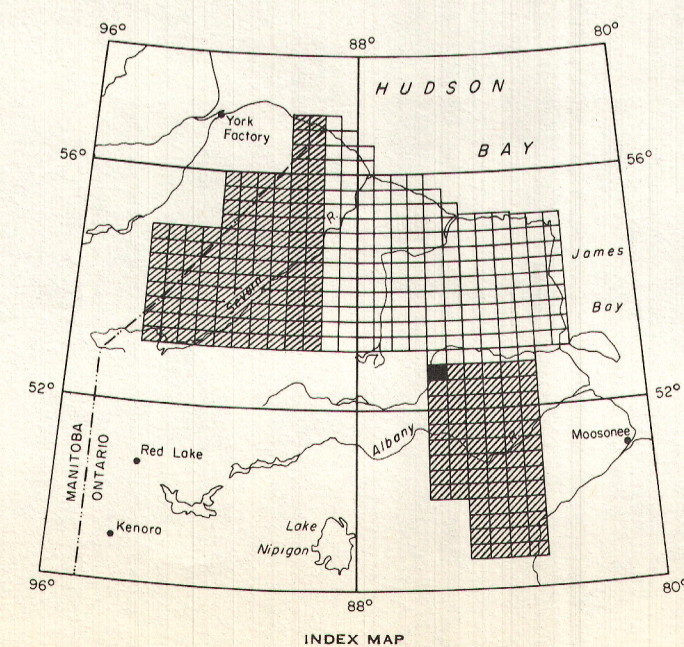 96°
88°
80°
HUDSON
BAY
York
Factory
56°
56°
R.
Severn
James
Bay
52°
52°
Albany
R.
Moosonee
MANITOBA
ONTARIO
Red Lake
Kenora
Lake
Nipigon
96°
88°
80°
INDEX MAP